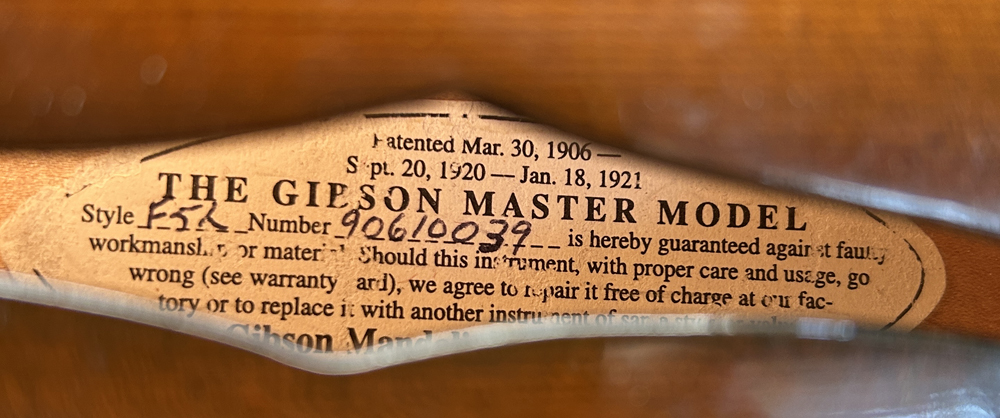 Patented Mar. 30, 1906 —
Sept. 20, 1920 — Jan. 18, 1921
THE GIBSON MASTER MODEL
Style F5L Number 90610039 is hereby guaranteed against faulty
workmanship or material. Should this instrument, with proper care and usage, go
wrong (see warranty card), we agree to repair it free of charge at our fac-
tory or to replace it with another instrument of same style
Gibson